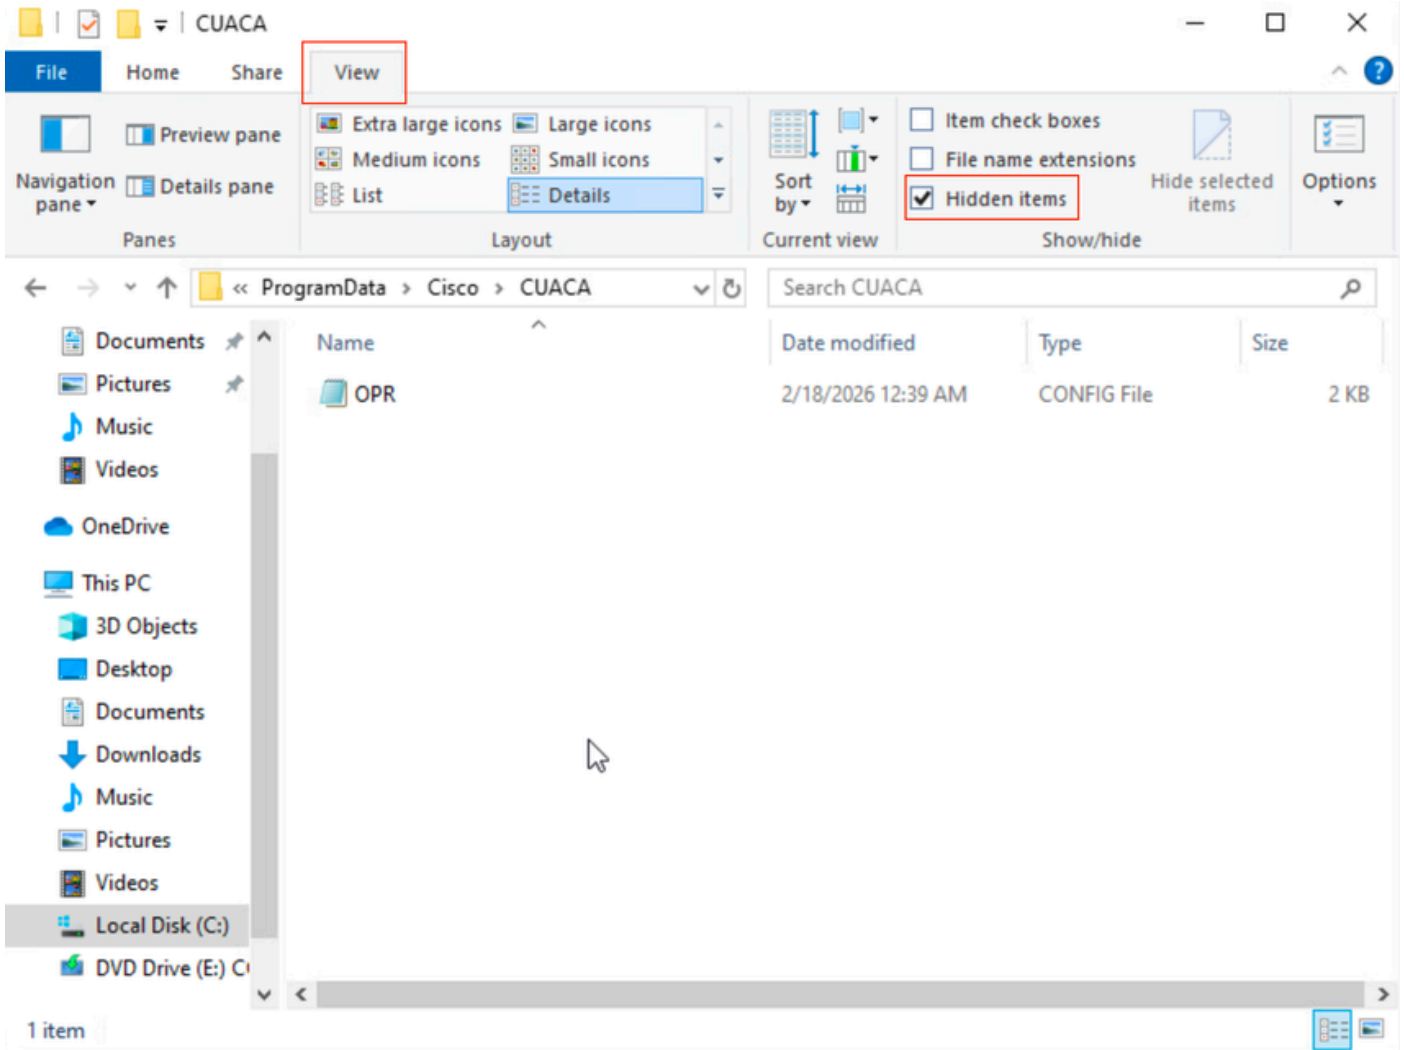 CUACA
File Home Share View
Navigation pane
Preview pane
Details pane
Panes
Extra large icons Large icons
Medium icons Small icons
List Details
Layout
Sort by
Current view
Item check boxes
File name extensions
Hidden items
Hide selected items
Show/hide
Options
« ProgramData > Cisco > CUACA
Search CUACA
Documents
Pictures
Music
Videos
OneDrive
This PC
3D Objects
Desktop
Documents
Downloads
Music
Pictures
Videos
Local Disk (C:)
DVD Drive (E:) C
Name Date modified Type Size
OPR 2/18/2026 12:39 AM CONFIG File 2 KB
1 item